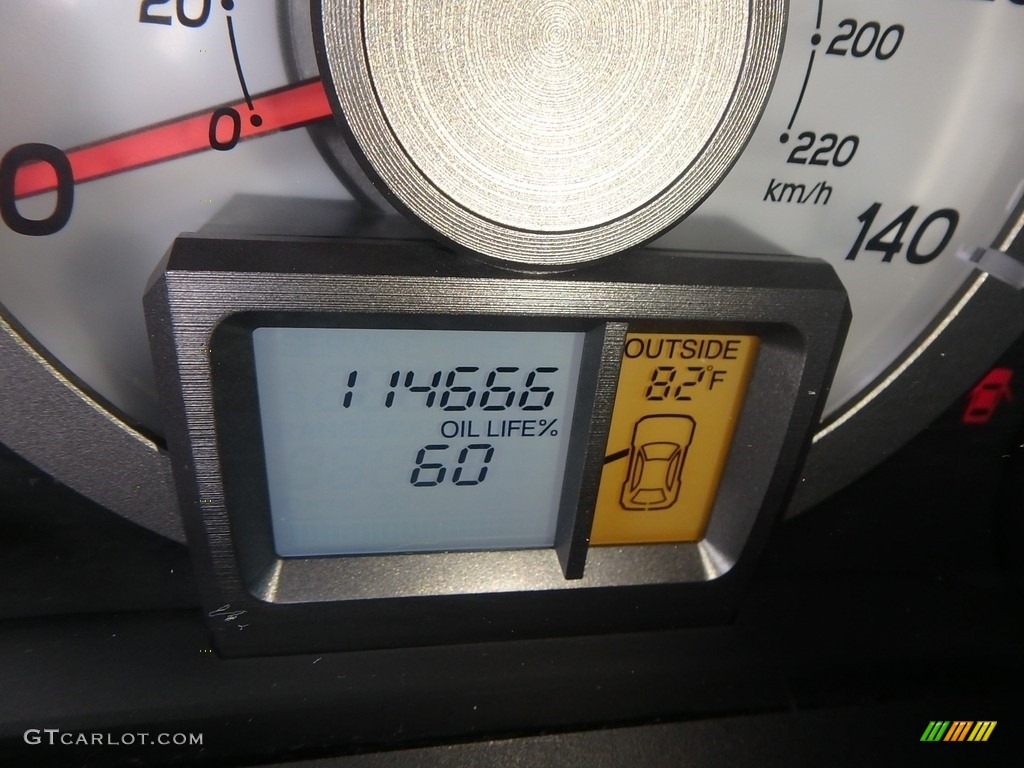 20
0
0
200
220
km/h
140
114666
OIL LIFE%
60
OUTSIDE
82°F
GTCARLOT.COM